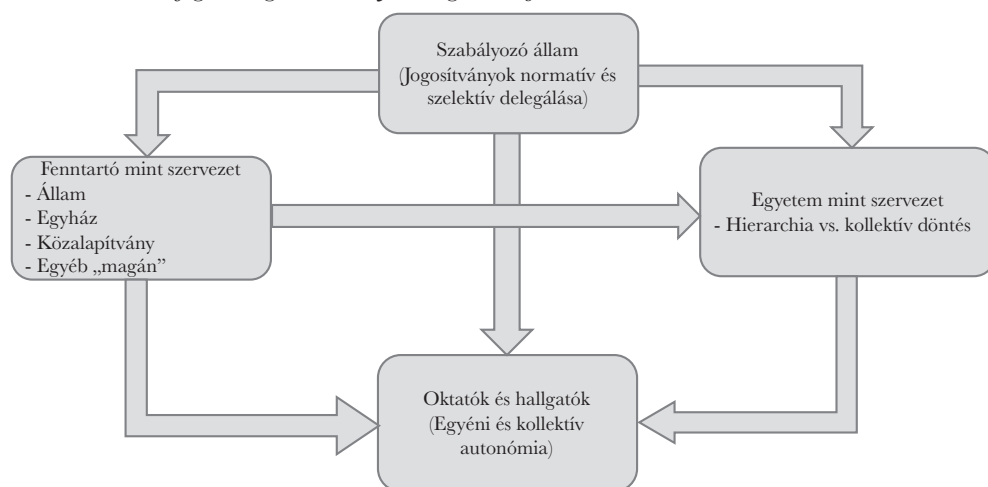 Szabályozó állam
(Jogosítványok normatív és
szelektív delegálása)
Fenntartó mint szervezet
- Állam
- Egyház
- Közalapítvány
- Egyéb „magán”
Egyetem mint szervezet
- Hierarchia vs. kollektív döntés
Oktatók és hallgatók
(Egyéni és kollektív
autonómia)